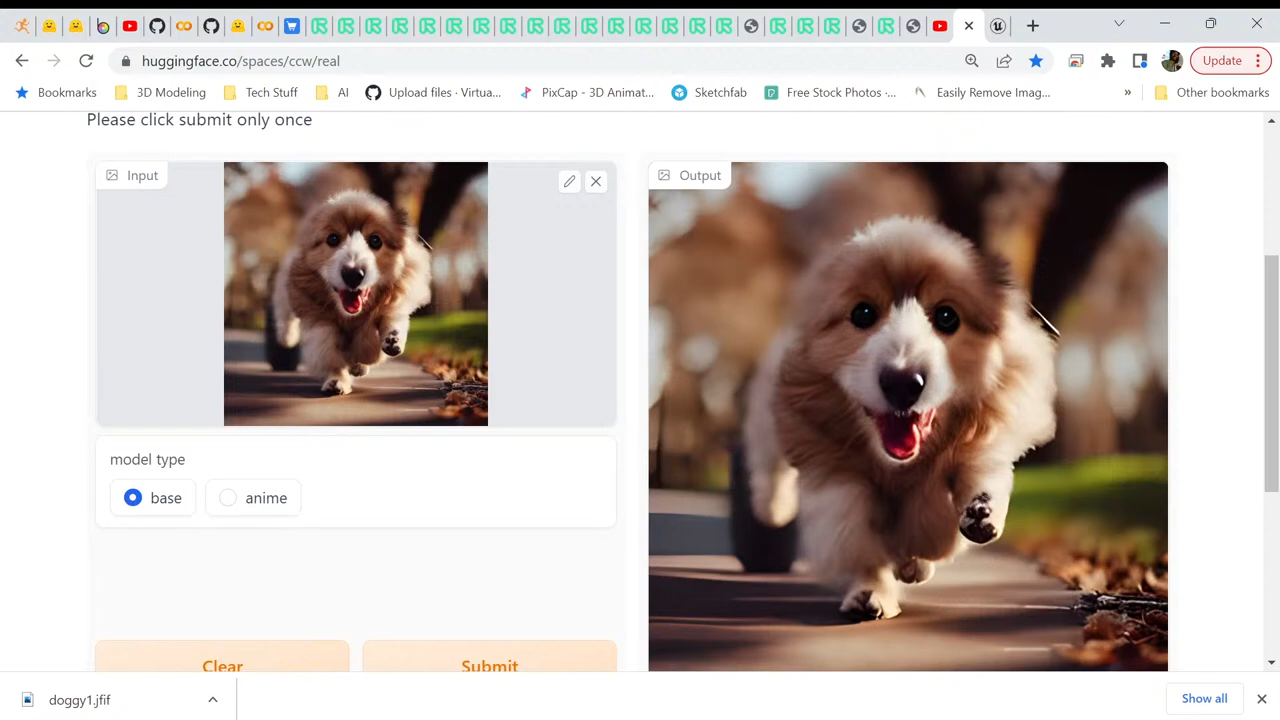 huggingface.co/spaces/ccw/real
Update
Bookmarks
3D Modeling
Tech Stuff
AI
Upload files · Virtua...
PixCap - 3D Animat...
Sketchfab
Free Stock Photos ·...
Easily Remove Imag...
»
Other bookmarks
Please click submit only once
Input
Output
model type
base
anime
Clear
Submit
doggy1.jfif
Show all